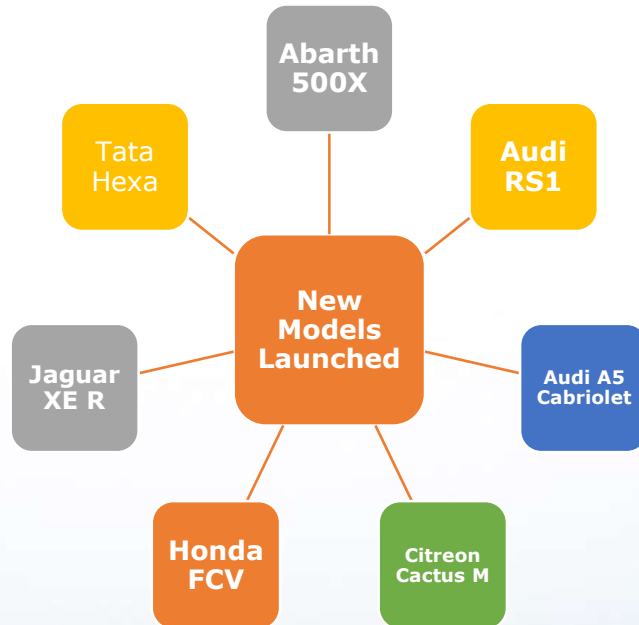 Abarth
500X
Tata
Hexa
Audi
RS1
New
Models
Launched
Jaguar
XE R
Audi A5
Cabriolet
Honda
FCV
Citreon
Cactus M